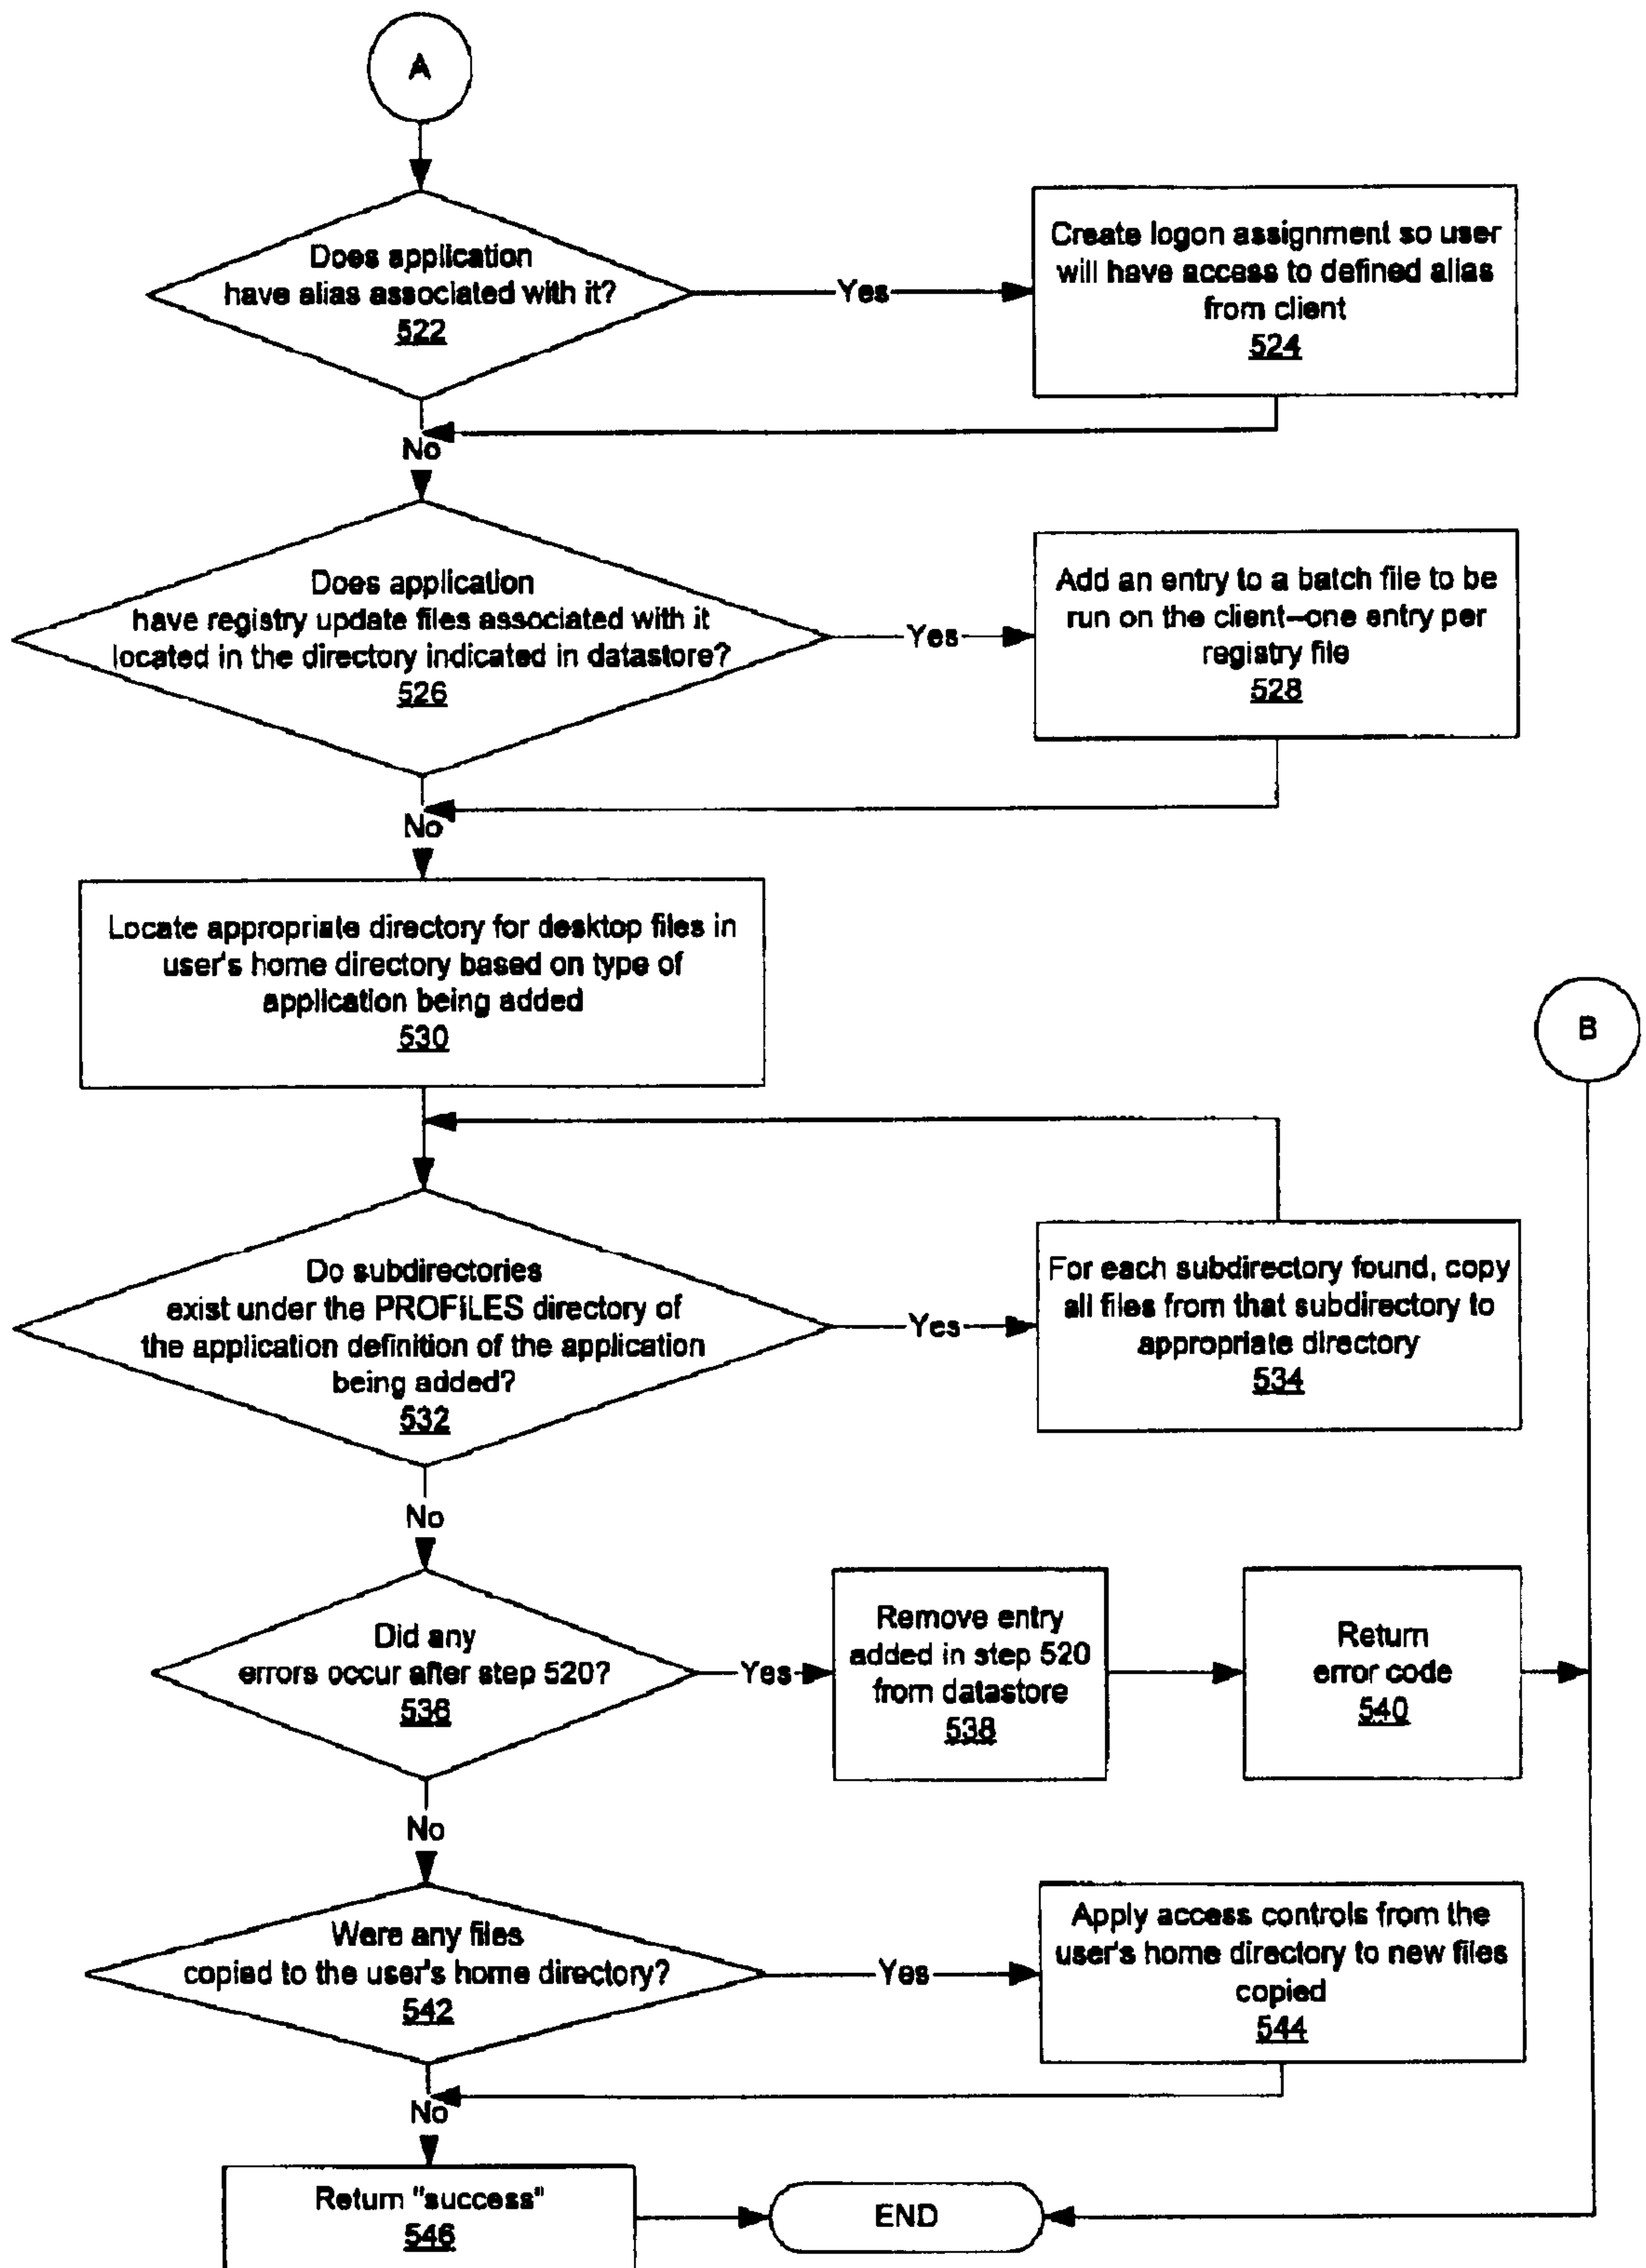 A
Does application
have alias associated with it?
522
Yes
Create logon assignment so user
will have access to defined alias
from client
524
No
Does application
have registry update files associated with it
located in the directory indicated in datastore?
526
Yes
Add an entry to a batch file to be
run on the client--one entry per
registry file
528
No
Locate appropriate directory for desktop files in
user's home directory based on type of
application being added
530
B
Do subdirectories
exist under the PROFILES directory of
the application definition of the application
being added?
532
Yes
For each subdirectory found, copy
all files from that subdirectory to
appropriate directory
534
No
Did any
errors occur after step 520?
536
Yes
Remove entry
added in step 520
from datastore
538
Return
error code
540
No
Were any files
copied to the user's home directory?
542
Yes
Apply access controls from the
user's home directory to new files
copied
544
No
Return "success"
546
END